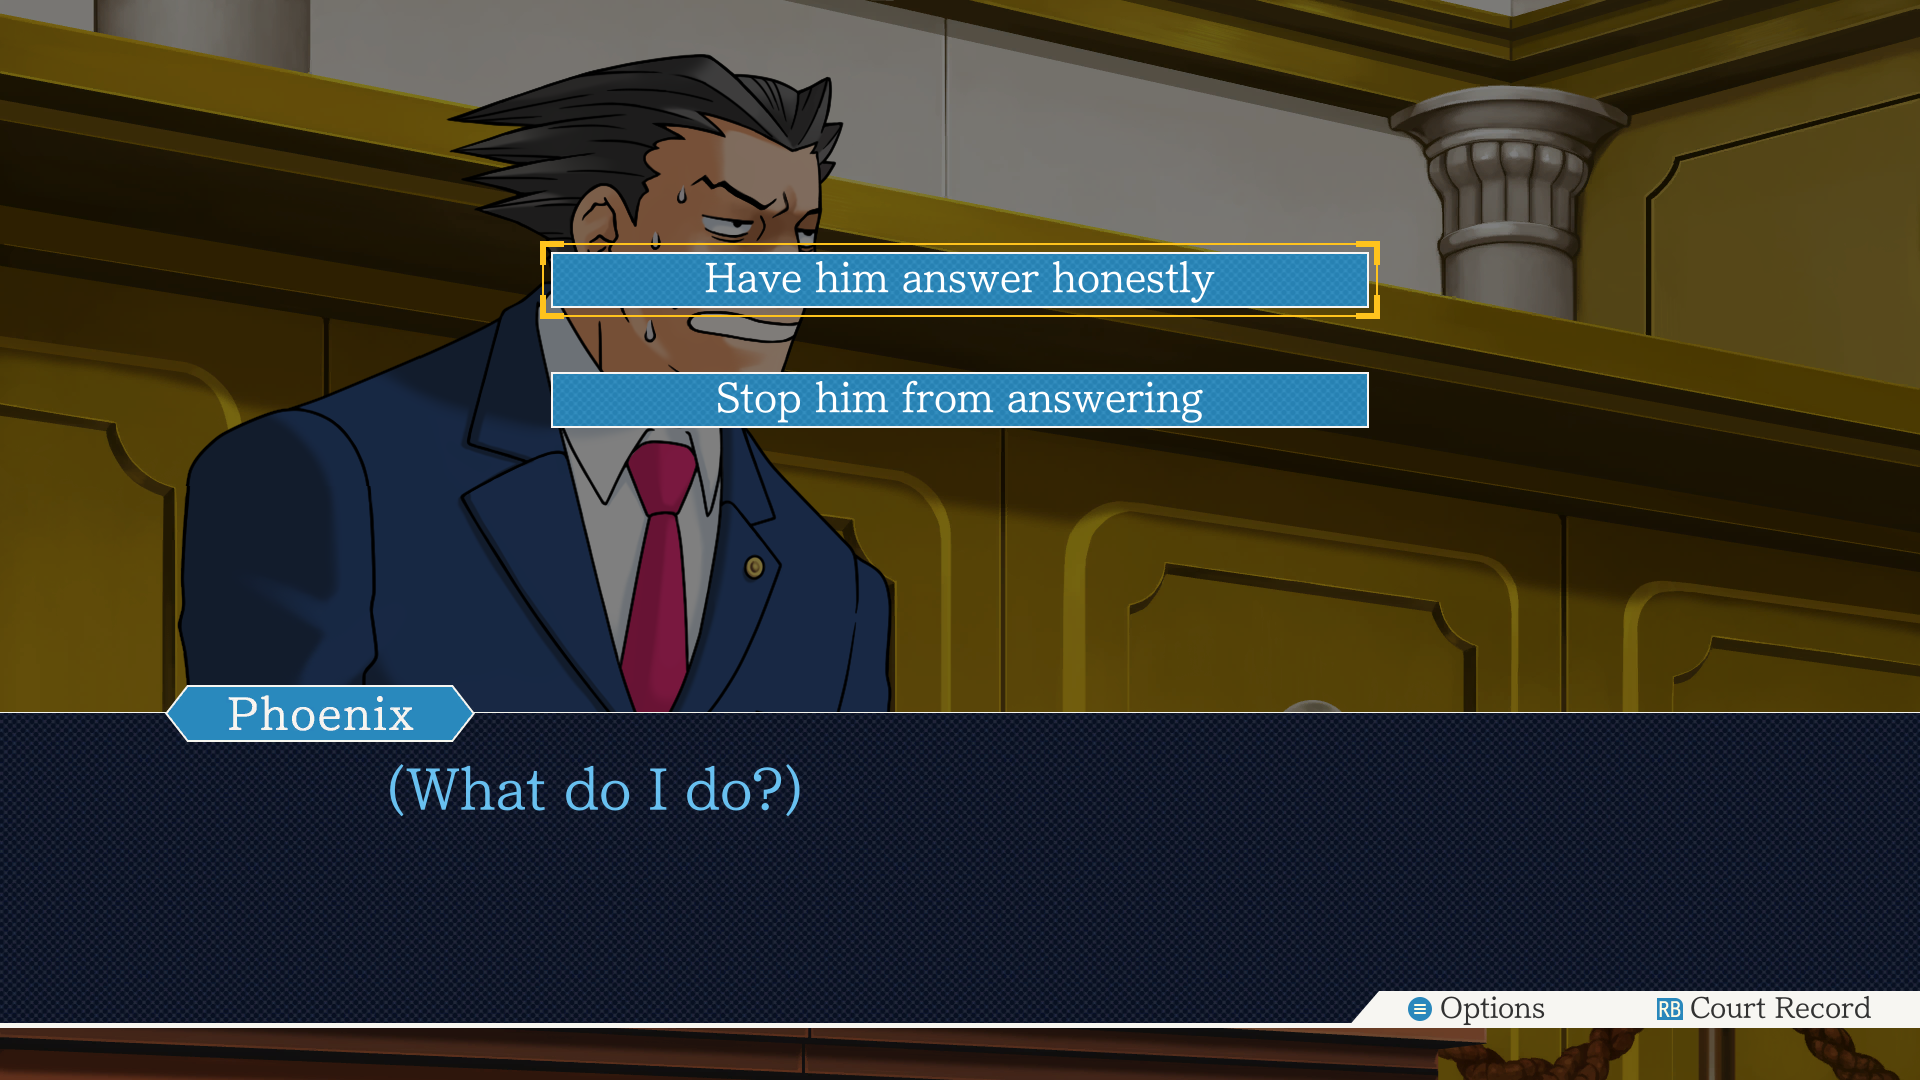 Have him answer honestly
Stop him from answering
Phoenix
(What do I do?)
Options
RB Court Record